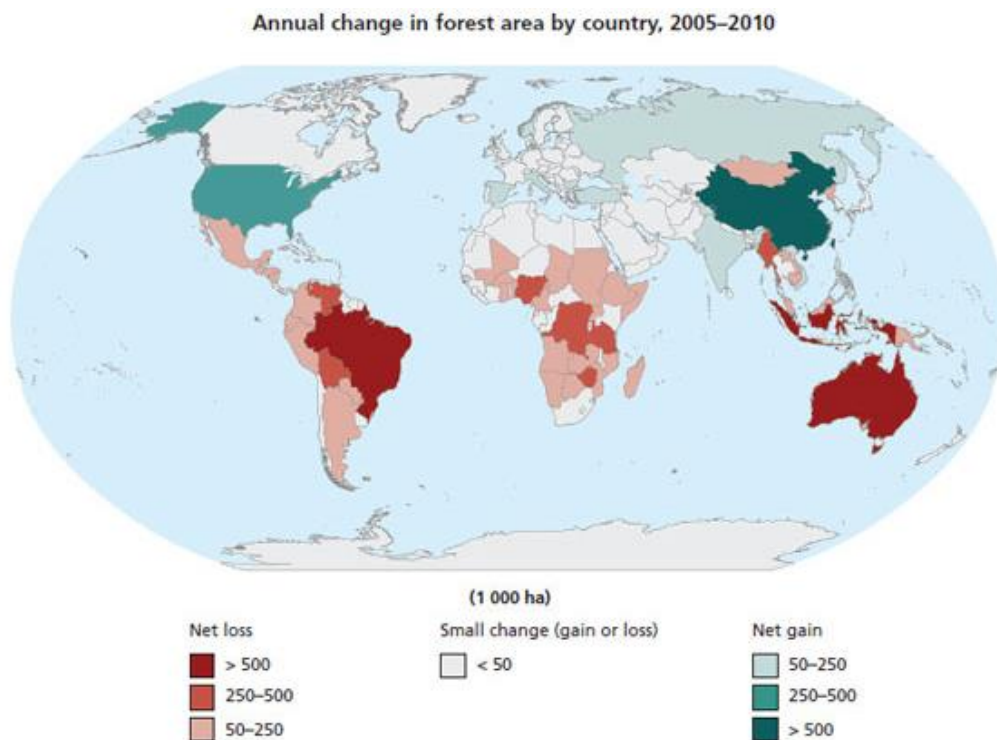 Annual change in forest area by country, 2005–2010
(1 000 ha)
Net loss
> 500
250–500
50–250
Small change (gain or loss)
< 50
Net gain
50–250
250–500
> 500